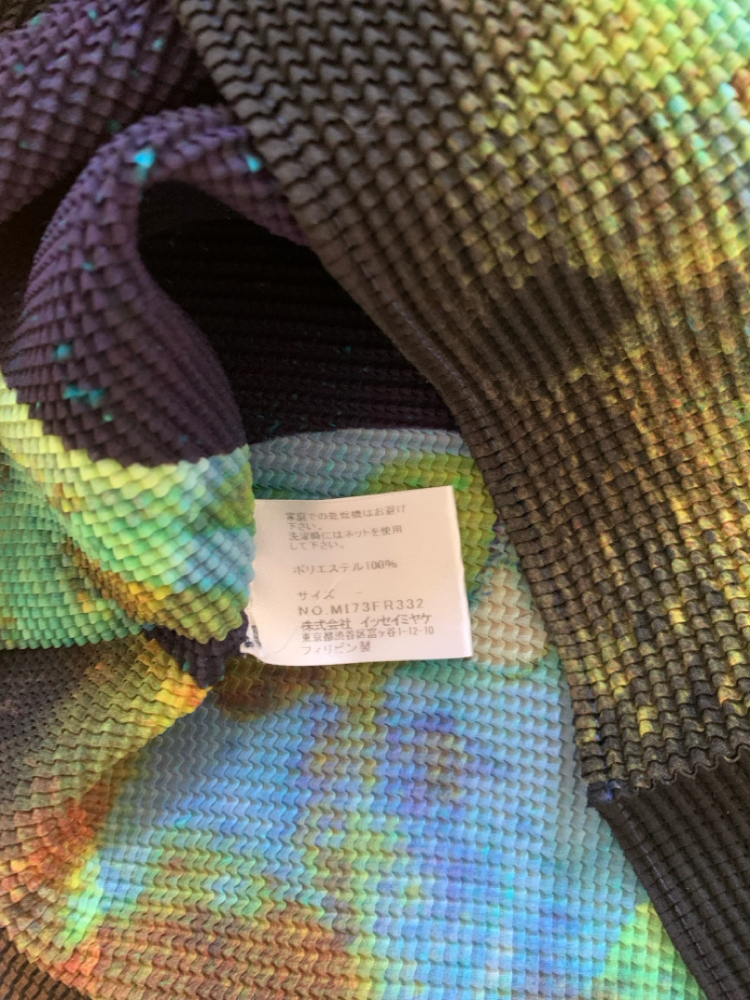 家庭での乾燥機はお避け
下さい。
洗濯時にはネットを使用
して下さい。
ポリエステル100%
サイズ -
NO.MI73FR332
株式会社 イッセイミヤケ
東京都渋谷区富ヶ谷1-12-10
フィリピン製